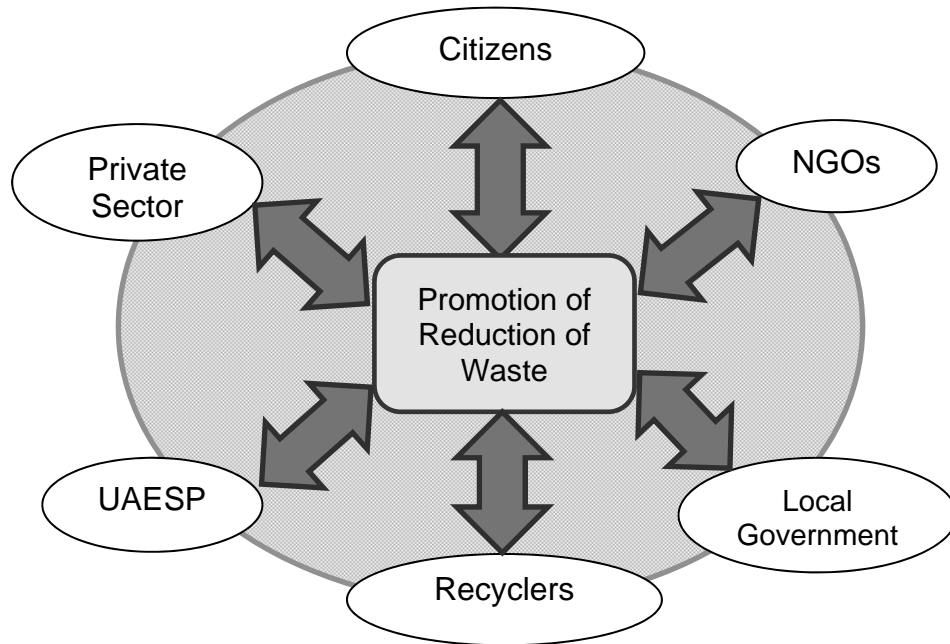 Citizens
Private
Sector
NGOs
Promotion of
Reduction of
Waste
UAESP
Local
Government
Recyclers